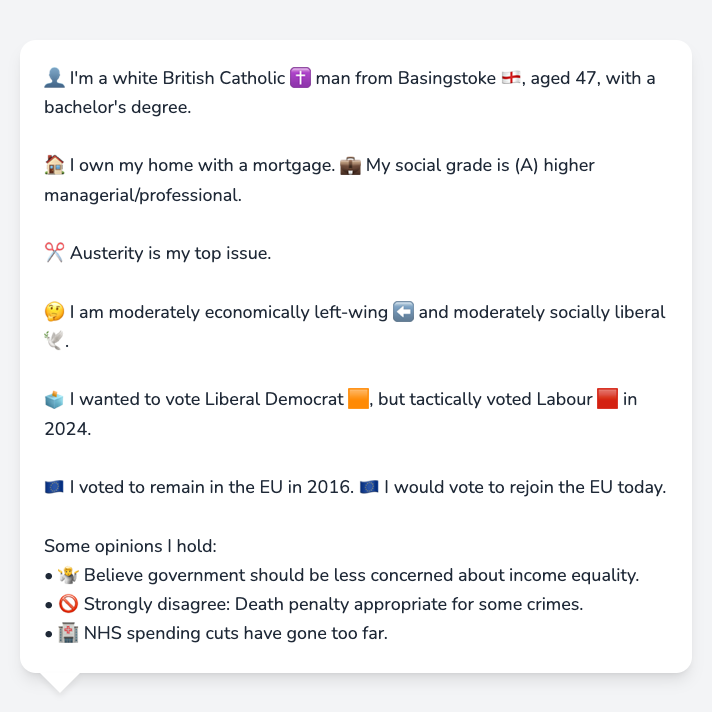 👤 I'm a white British Catholic ✝️ man from Basingstoke 🏴󠁧󠁢󠁥󠁮󠁧󠁿, aged 47, with a
bachelor's degree.
🏠 I own my home with a mortgage. 💼 My social grade is (A) higher
managerial/professional.
✂️ Austerity is my top issue.
🤔 I am moderately economically left-wing ⬅️ and moderately socially liberal
🕊️.
🗳️ I wanted to vote Liberal Democrat 🟧, but tactically voted Labour 🟥 in
2024.
🇪🇺 I voted to remain in the EU in 2016. 🇪🇺 I would vote to rejoin the EU today.
Some opinions I hold:
• 🤷 Believe government should be less concerned about income equality.
• 🚫 Strongly disagree: Death penalty appropriate for some crimes.
• 🏥 NHS spending cuts have gone too far.